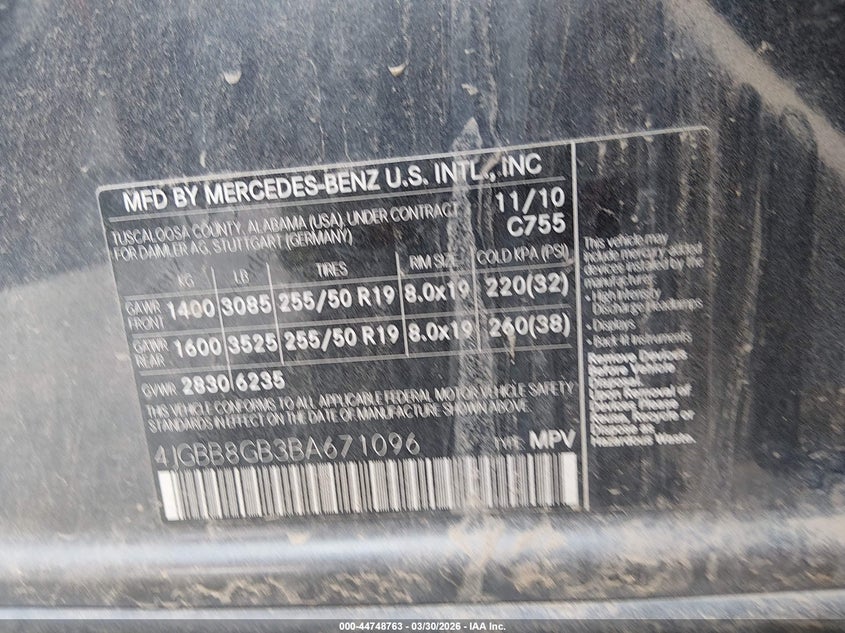 MFD BY MERCEDES-BENZ U.S. INTL., INC
TUSCALOOSA COUNTY, ALABAMA (USA), UNDER CONTRACT
FOR DAIMLER AG, STUTTGART (GERMANY)
11/10
C755
KG LB TIRES RIM SIZE COLD KPA (PSI)
GAWR FRONT 1400 3085 255/50 R19 8.0x19 220(32)
GAWR REAR 1600 3525 255/50 R19 8.0x19 260(38)
GVWR 2830 6235
THIS VEHICLE CONFORMS TO ALL APPLICABLE FEDERAL MOTOR VEHICLE SAFETY
STANDARDS IN EFFECT ON THE DATE OF MANUFACTURE SHOWN ABOVE.
4JGBB8GB3BA671096 TYPE: MPV
This vehicle may
include mercury added
devices installed by the
manufacturer:
• High Intensity
Discharge Headlamps
• Displays
• Back lit Instruments
Remove Devices
Before Vehicle
Disposal.
Upon Removal of
Devices, Please
Reuse, Recycle or
Dispose as
Hazardous Waste.
000-44748763 - 03/30/2026 - IAA Inc.